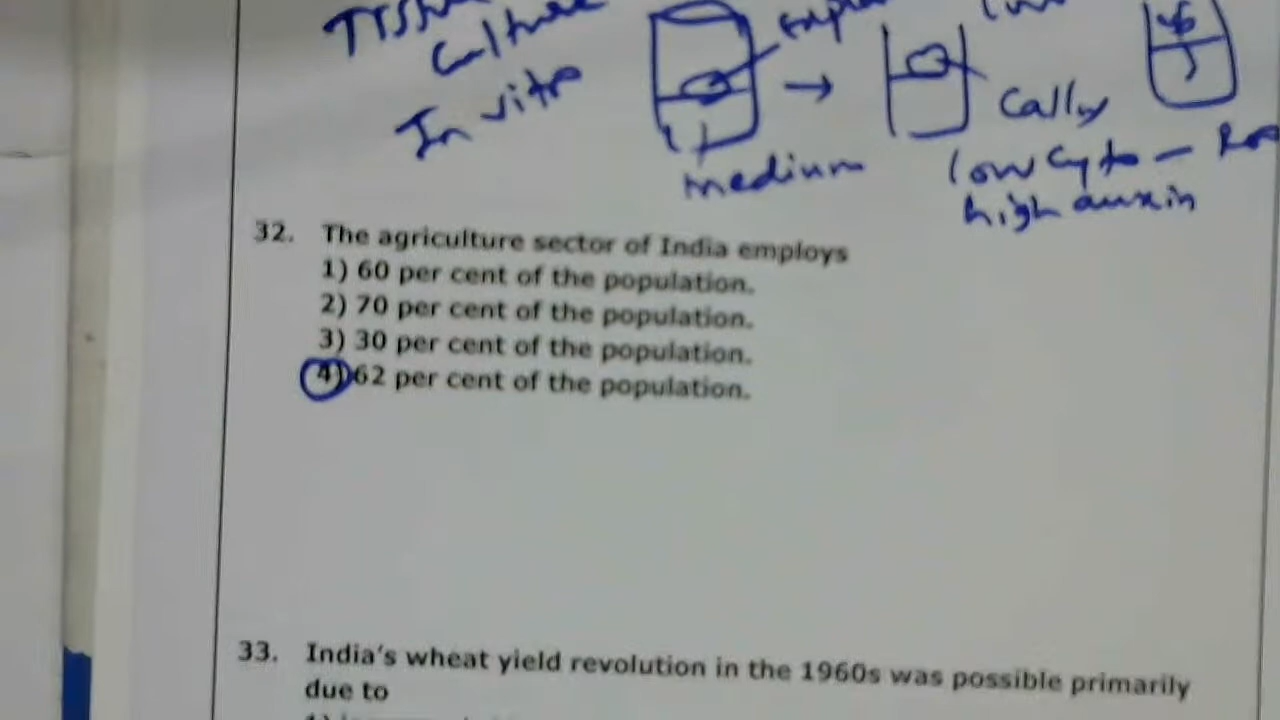 Culture
In vitro
medium
Cally
low Cyto —
high auxin
32. The agriculture sector of India employs
1) 60 per cent of the population.
2) 70 per cent of the population.
3) 30 per cent of the population.
4) 62 per cent of the population.
33. India's wheat yield revolution in the 1960s was possible primarily
due to